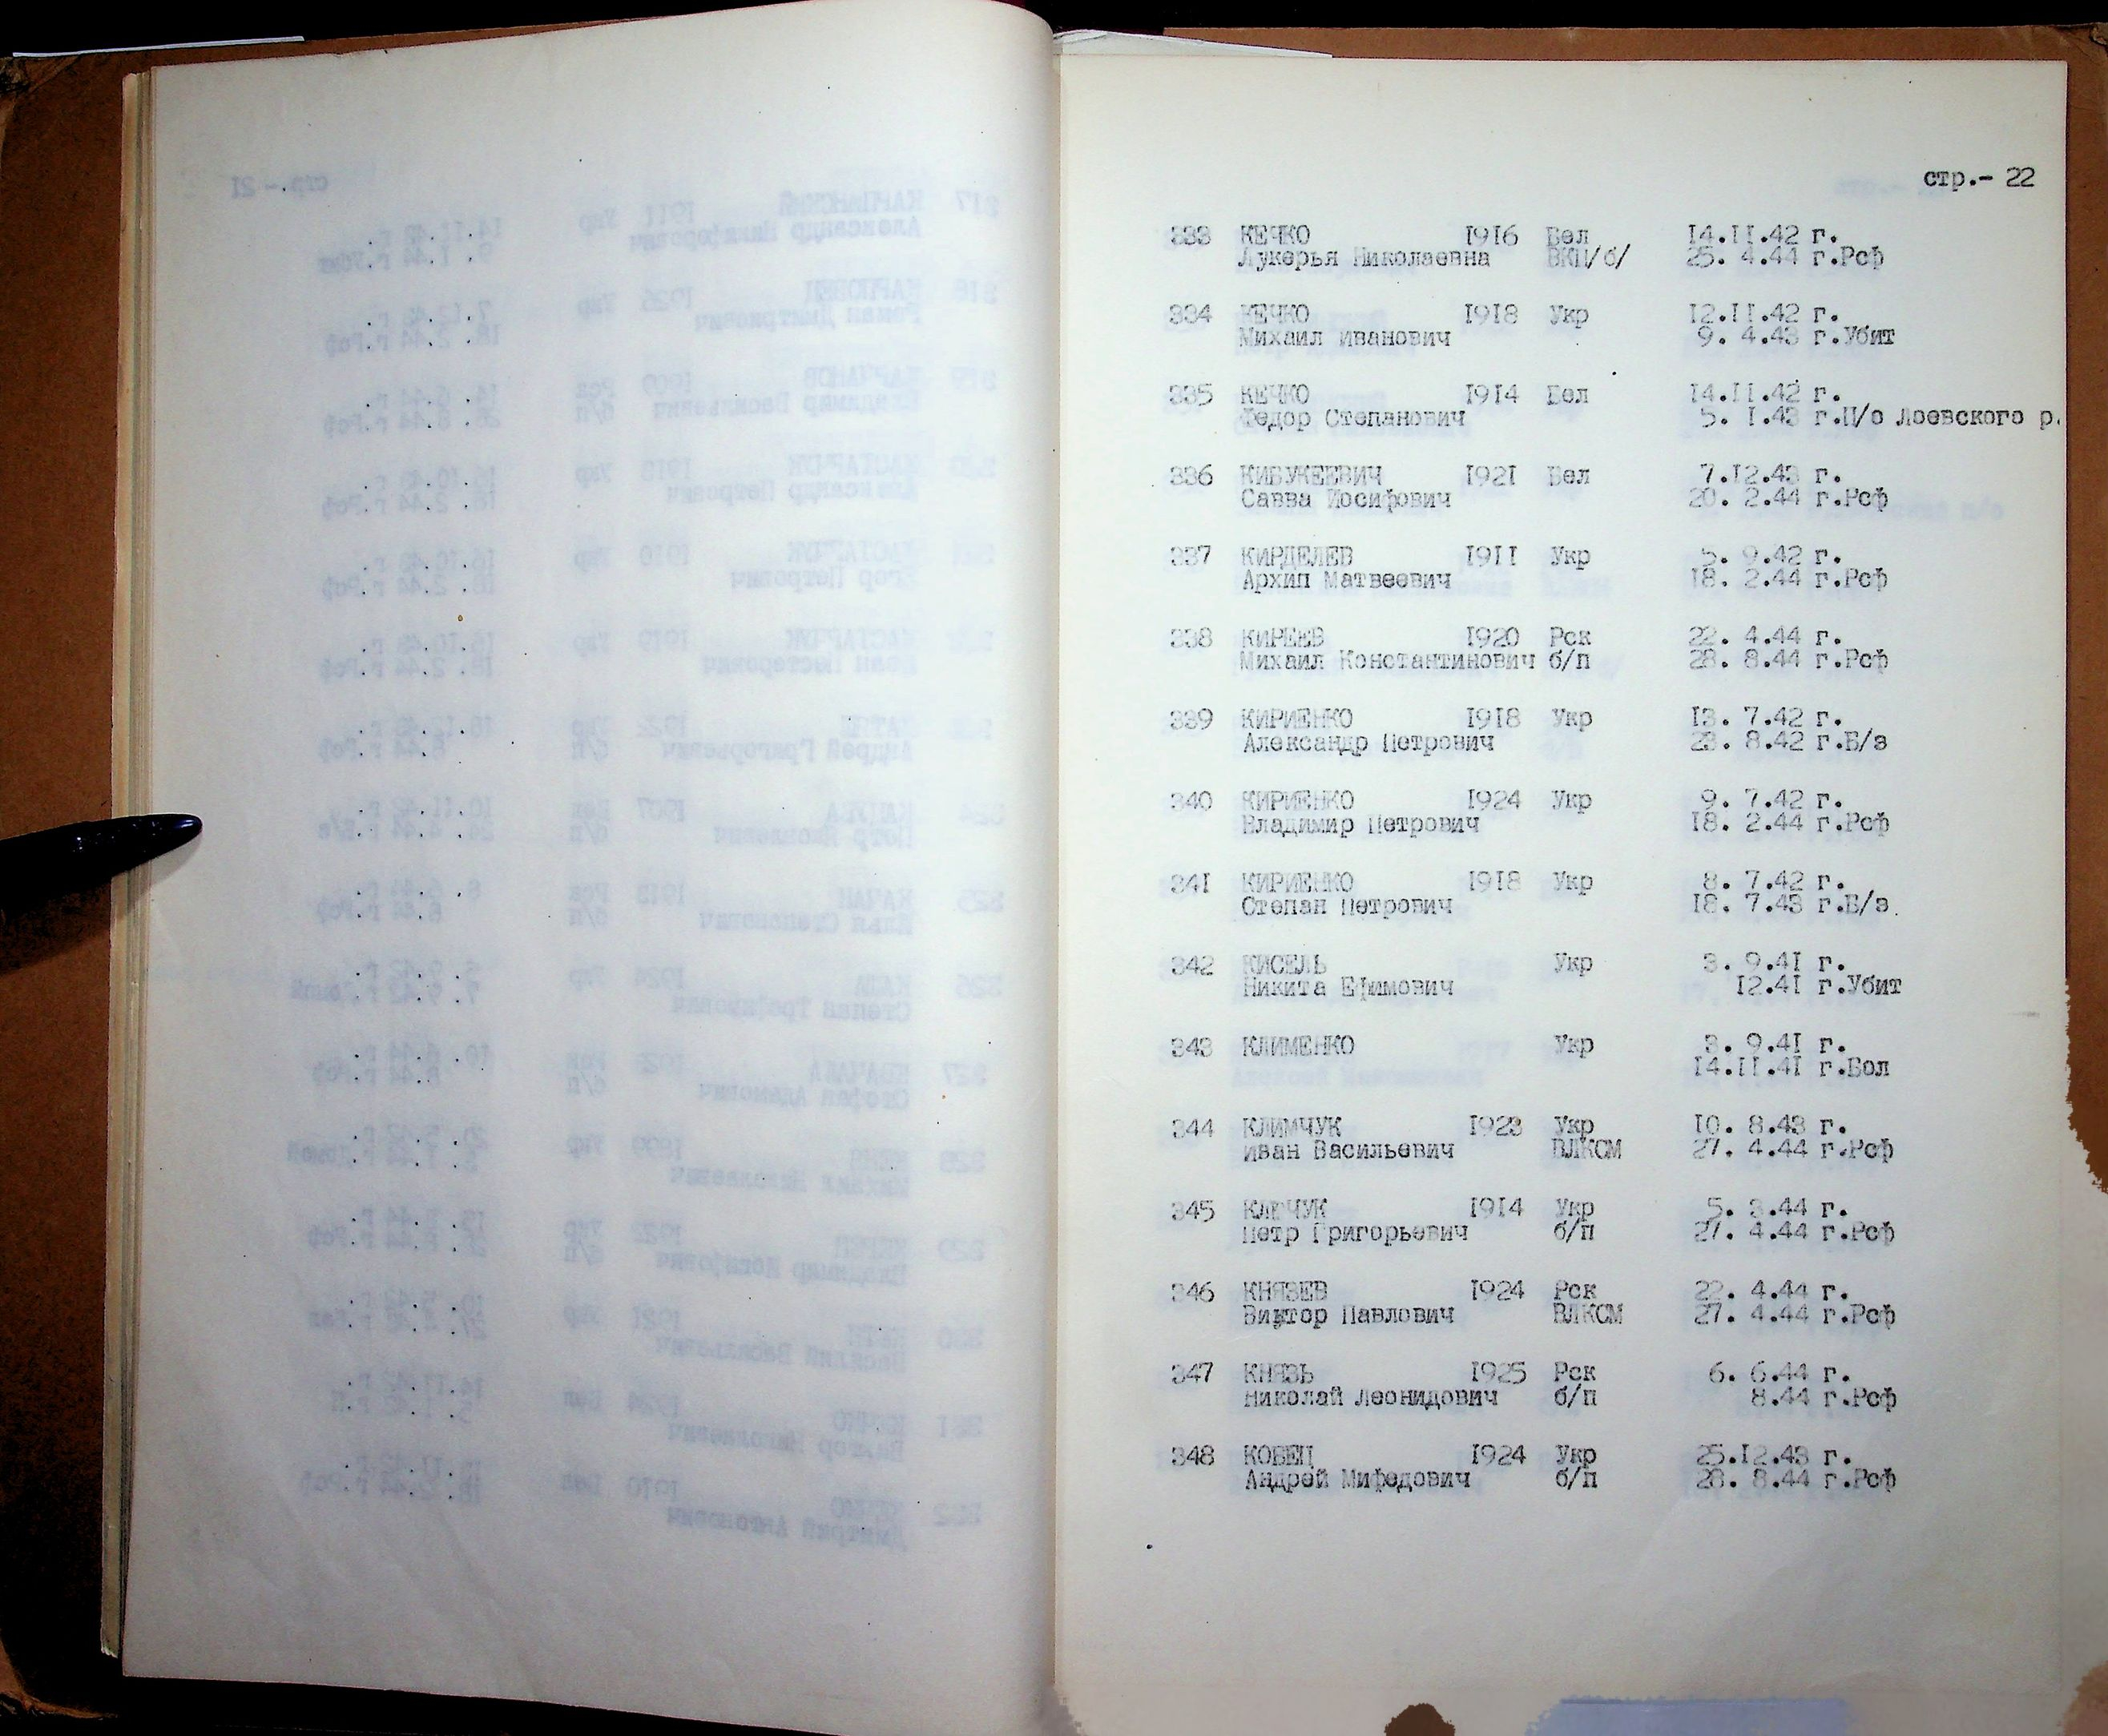 стр.- 22
333 КЕЧКО 1916 Бел 14.11.42 г.
Лукерья Николаевна ВКП/б/ 25. 4.44 г.Рсф
334 КЕЧКО 1918 Укр 12.11.42 г.
Михаил Иванович 9. 4.43 г.Убит
335 КЕЧКО 1914 Бел 14.11.42 г.
Федор Степанович 5. 1.43 г.П/о Лоевского р.
336 КИБУКЕЕВИЧ 1921 Бел 7.12.43 г.
Савва Иосифович 20. 2.44 г.Рсф
337 КИРДЕЛЕВ 1911 Укр 5. 9.42 г.
Архип Матвеевич 18. 2.44 г.Рсф
338 КИРЕЕВ 1920 Рск 22. 4.44 г.
Михаил Константинович б/п 28. 8.44 г.Рсф
339 КИРИЕНКО 1918 Укр 13. 7.42 г.
Александр Петрович 23. 8.42 г.Б/з
340 КИРИЕНКО 1924 Укр 9. 7.42 г.
Владимир Петрович 18. 2.44 г.Рсф
341 КИРИЕНКО 1918 Укр 8. 7.42 г.
Степан Петрович 18. 7.43 г.Б/з
342 КИСЕЛЬ Укр 3. 9.41 г.
Никита Ефимович 12.41 г.Убит
343 КЛИМЕНКО Укр 3. 9.41 г.
14.11.41 г.Бол
344 КЛИМЧУК 1923 Укр 10. 8.43 г.
Иван Васильевич ВЛКСМ 27. 4.44 г.Рсф
345 1914 Укр 5. 3.44 г.
Петр Григорьевич б/п 27. 4.44 г.Рсф
346 КНЯЗЕВ 1924 Рск 22. 4.44 г.
Виктор Павлович ВЛКСМ 27. 4.44 г.Рсф
347 КНЯЗЬ 1925 Рск 6. 6.44 г.
Николай Леонидович б/п 8.44 г.Рсф
348 КОВЕЦ 1924 Укр 25.12.43 г.
Андрей Мифедович б/п 28. 8.44 г.Рсф